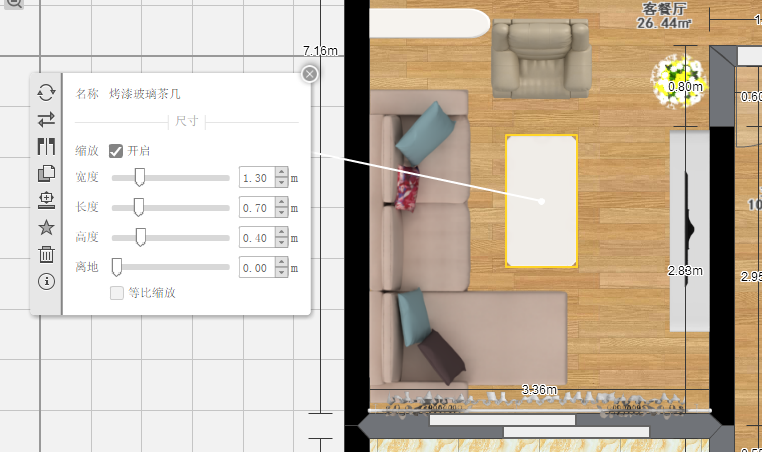 客餐厅
26.44㎡
7.16m
名称 烤漆玻璃茶几
尺寸
缩放 开启
宽度 1.30 m
长度 0.70 m
高度 0.40 m
离地 0.00 m
等比缩放
0.80m
0.60
10
2.83m
2.95
3.36m